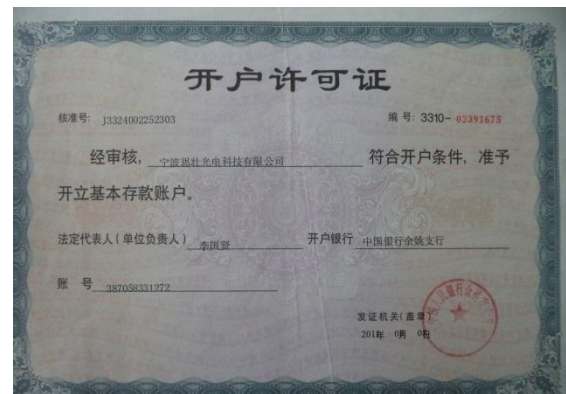 开户许可证
核准号: J3324002252303 编号: 3310- 02391675
经审核, 宁波思壮光电科技有限公司 符合开户条件, 准予
开立基本存款账户。
法定代表人(单位负责人) 李国贤 开户银行 中国银行余姚支行
账 号 387058331272
发证机关(盖章)